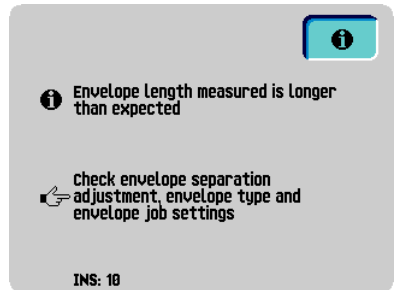 Envelope length measured is longer
than expected
Check envelope separation
adjustment, envelope type and
envelope job settings
INS: 10